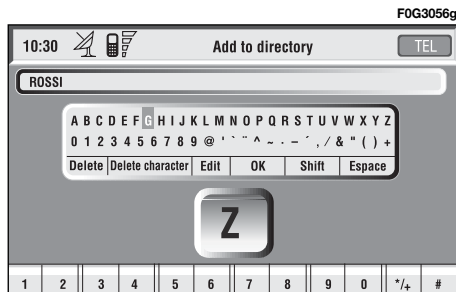 F0G3056g
10:30 Add to directory TEL
ROSSI
A B C D E F G H I J K L M N O P Q R S T U V W X Y Z
0 1 2 3 4 5 6 7 8 9 @ ' ` ¨ ^ ~ . – ´ , / & " ( ) +
Delete Delete character Edit OK Shift Espace
Z
1 2 3 4 5 6 7 8 9 0 */+ #